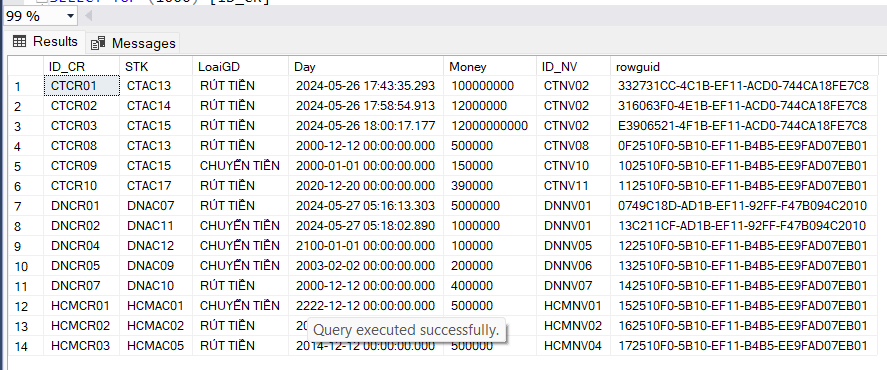 SELECT TOP (1000) [ID_CR]
99 %
Results Messages
ID_CR STK LoaiGD Day Money ID_NV rowguid
1 CTCR01 CTAC13 RÚT TIỀN 2024-05-26 17:43:35.293 100000000 CTNV02 332731CC-4C1B-EF11-ACD0-744CA18FE7C8
2 CTCR02 CTAC14 RÚT TIỀN 2024-05-26 17:58:54.913 12000000 CTNV02 316063F0-4E1B-EF11-ACD0-744CA18FE7C8
3 CTCR03 CTAC15 RÚT TIỀN 2024-05-26 18:00:17.177 12000000000 CTNV02 E3906521-4F1B-EF11-ACD0-744CA18FE7C8
4 CTCR08 CTAC13 RÚT TIỀN 2000-12-12 00:00:00.000 500000 CTNV08 0F2510F0-5B10-EF11-B4B5-EE9FAD07EB01
5 CTCR09 CTAC15 CHUYỂN TIỀN 2000-01-01 00:00:00.000 150000 CTNV10 102510F0-5B10-EF11-B4B5-EE9FAD07EB01
6 CTCR10 CTAC17 RÚT TIỀN 2020-12-20 00:00:00.000 390000 CTNV11 112510F0-5B10-EF11-B4B5-EE9FAD07EB01
7 DNCR01 DNAC07 RÚT TIỀN 2024-05-27 05:16:13.303 5000000 DNNV01 0749C18D-AD1B-EF11-92FF-F47B094C2010
8 DNCR02 DNAC11 CHUYỂN TIỀN 2024-05-27 05:18:02.890 1000000 DNNV01 13C211CF-AD1B-EF11-92FF-F47B094C2010
9 DNCR04 DNAC12 CHUYỂN TIỀN 2100-01-01 00:00:00.000 100000 DNNV05 122510F0-5B10-EF11-B4B5-EE9FAD07EB01
10 DNCR05 DNAC09 CHUYỂN TIỀN 2003-02-02 00:00:00.000 200000 DNNV06 132510F0-5B10-EF11-B4B5-EE9FAD07EB01
11 DNCR07 DNAC10 RÚT TIỀN 2000-12-12 00:00:00.000 400000 DNNV07 142510F0-5B10-EF11-B4B5-EE9FAD07EB01
12 HCMCR01 HCMAC01 CHUYỂN TIỀN 2222-12-12 00:00:00.000 500000 HCMNV01 152510F0-5B10-EF11-B4B5-EE9FAD07EB01
13 HCMCR02 HCMAC02 RÚT TIỀN Query executed successfully. HCMNV02 162510F0-5B10-EF11-B4B5-EE9FAD07EB01
14 HCMCR03 HCMAC05 RÚT TIỀN 2014-12-12 00:00:00.000 500000 HCMNV04 172510F0-5B10-EF11-B4B5-EE9FAD07EB01